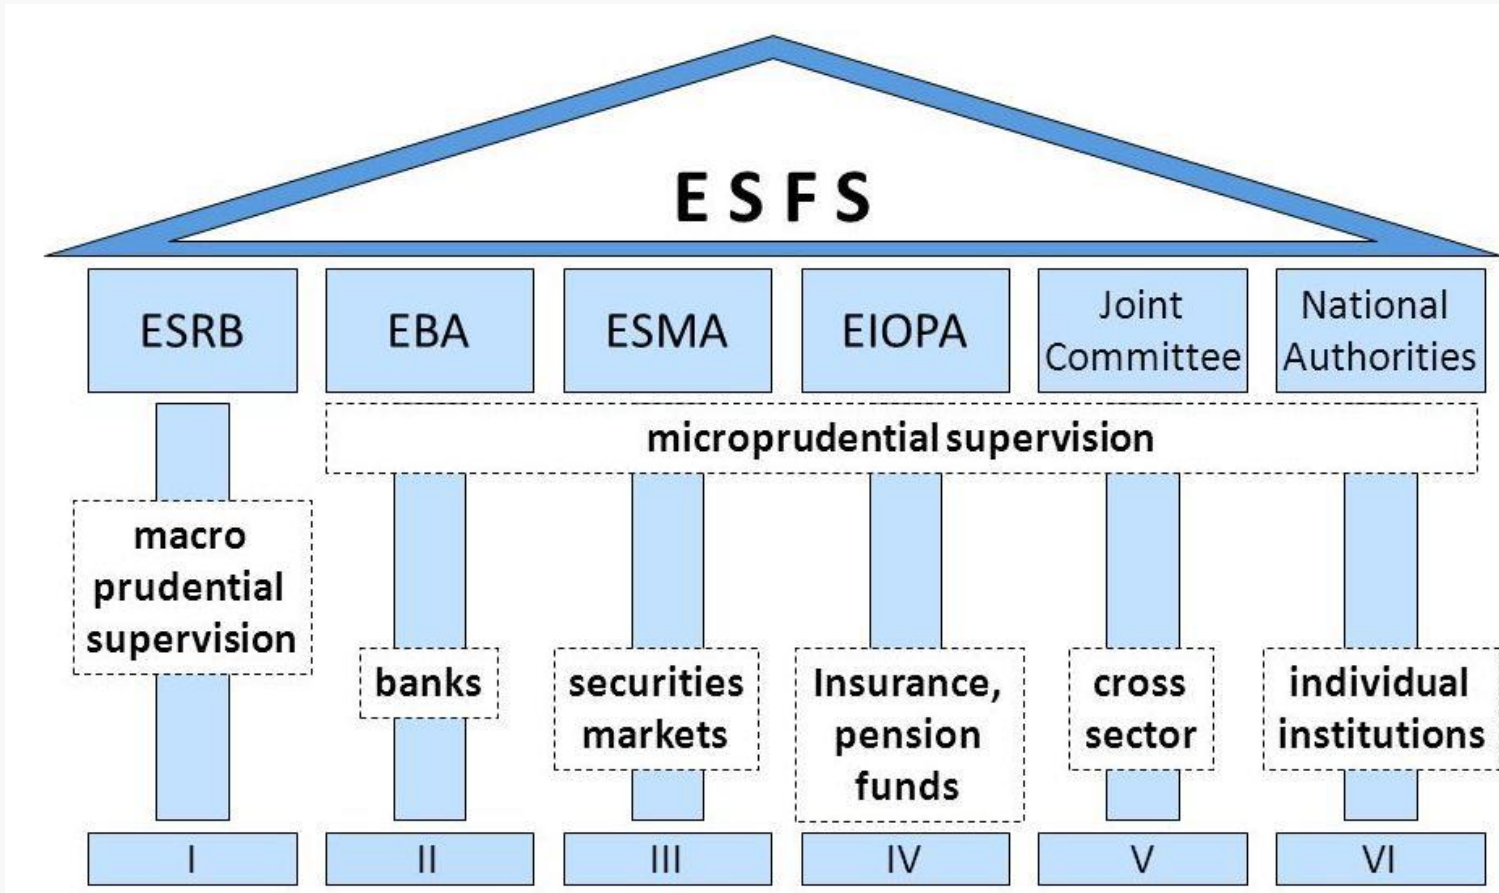 ESFS
ESRB
EBA
ESMA
EIOPA
Joint
Committee
National
Authorities
microprudential supervision
macro
prudential
supervision
banks
securities
markets
Insurance,
pension
funds
cross
sector
individual
institutions
I
II
III
IV
V
VI